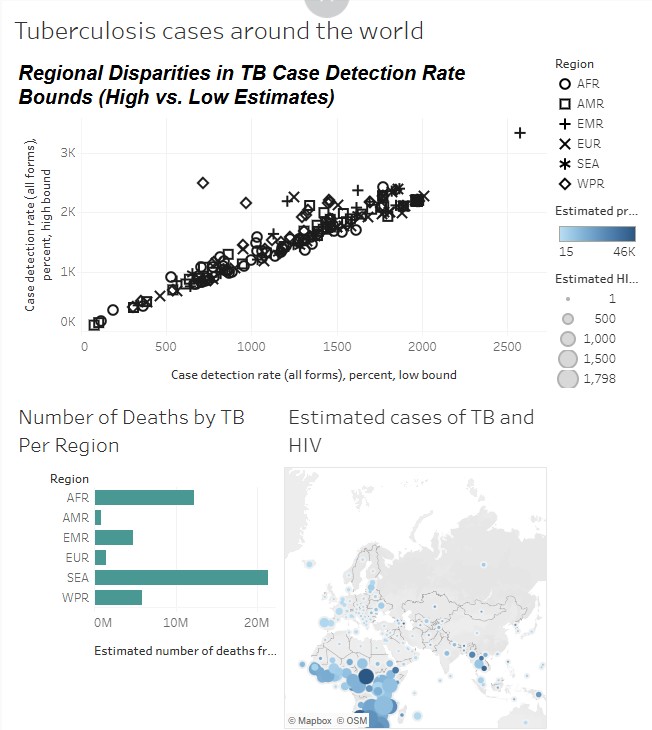 Tuberculosis cases around the world
Regional Disparities in TB Case Detection Rate
Bounds (High vs. Low Estimates)
Case detection rate (all forms),
percent, high bound
3K
2K
1K
0K
0
500
1000
1500
2000
2500
Case detection rate (all forms), percent, low bound
Region
AFR
AMR
EMR
EUR
SEA
WPR
Estimated pr...
15 46K
Estimated HI...
1
500
1,000
1,500
1,798
Number of Deaths by TB
Per Region
Region
AFR
AMR
EMR
EUR
SEA
WPR
0M 10M 20M
Estimated number of deaths fr...
Estimated cases of TB and
HIV
© Mapbox © OSM